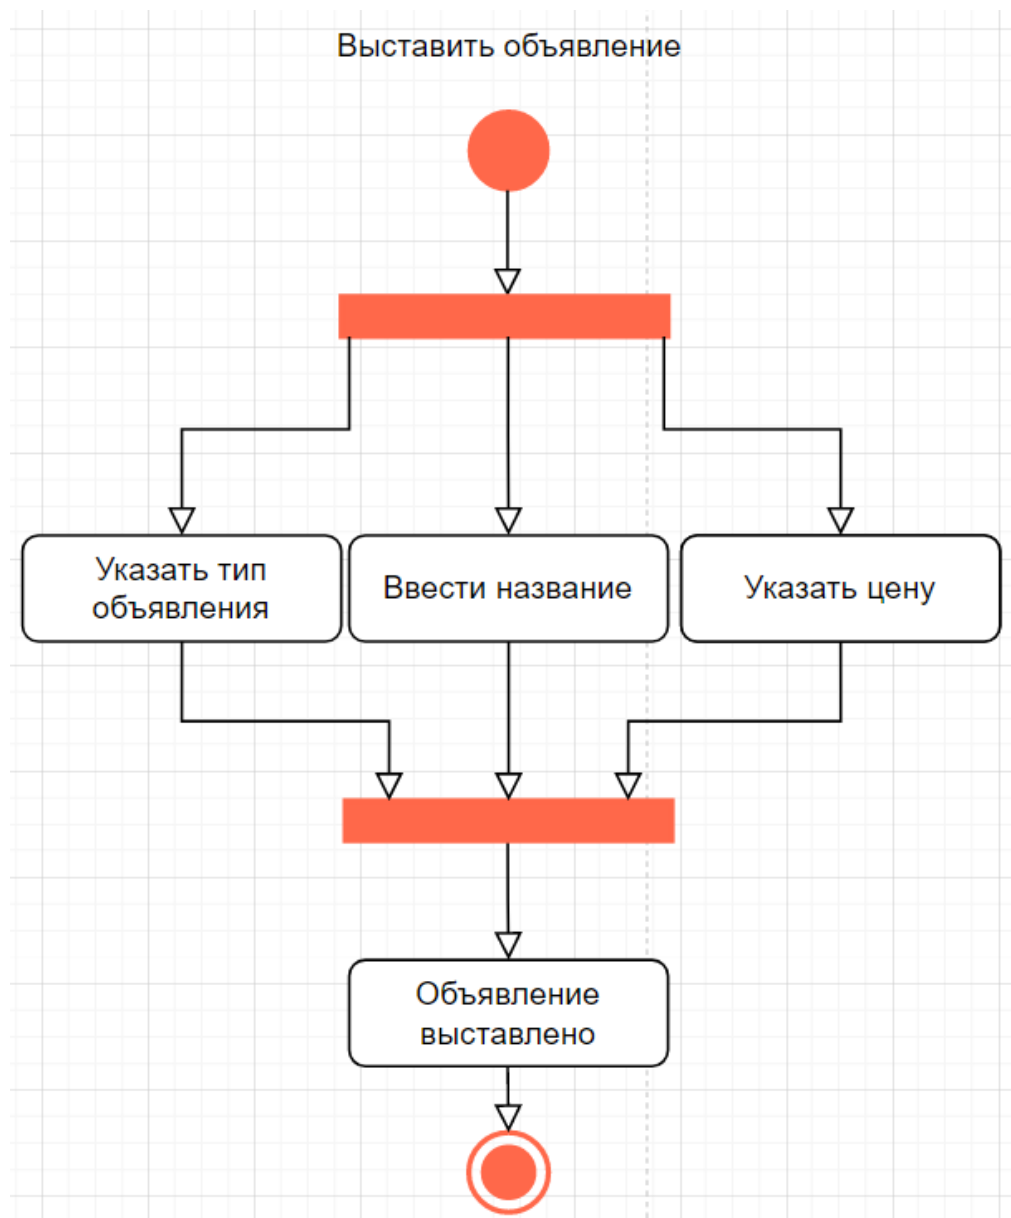 Выставить объявление
Указать тип
объявления
Ввести название
Указать цену
Объявление
выставлено